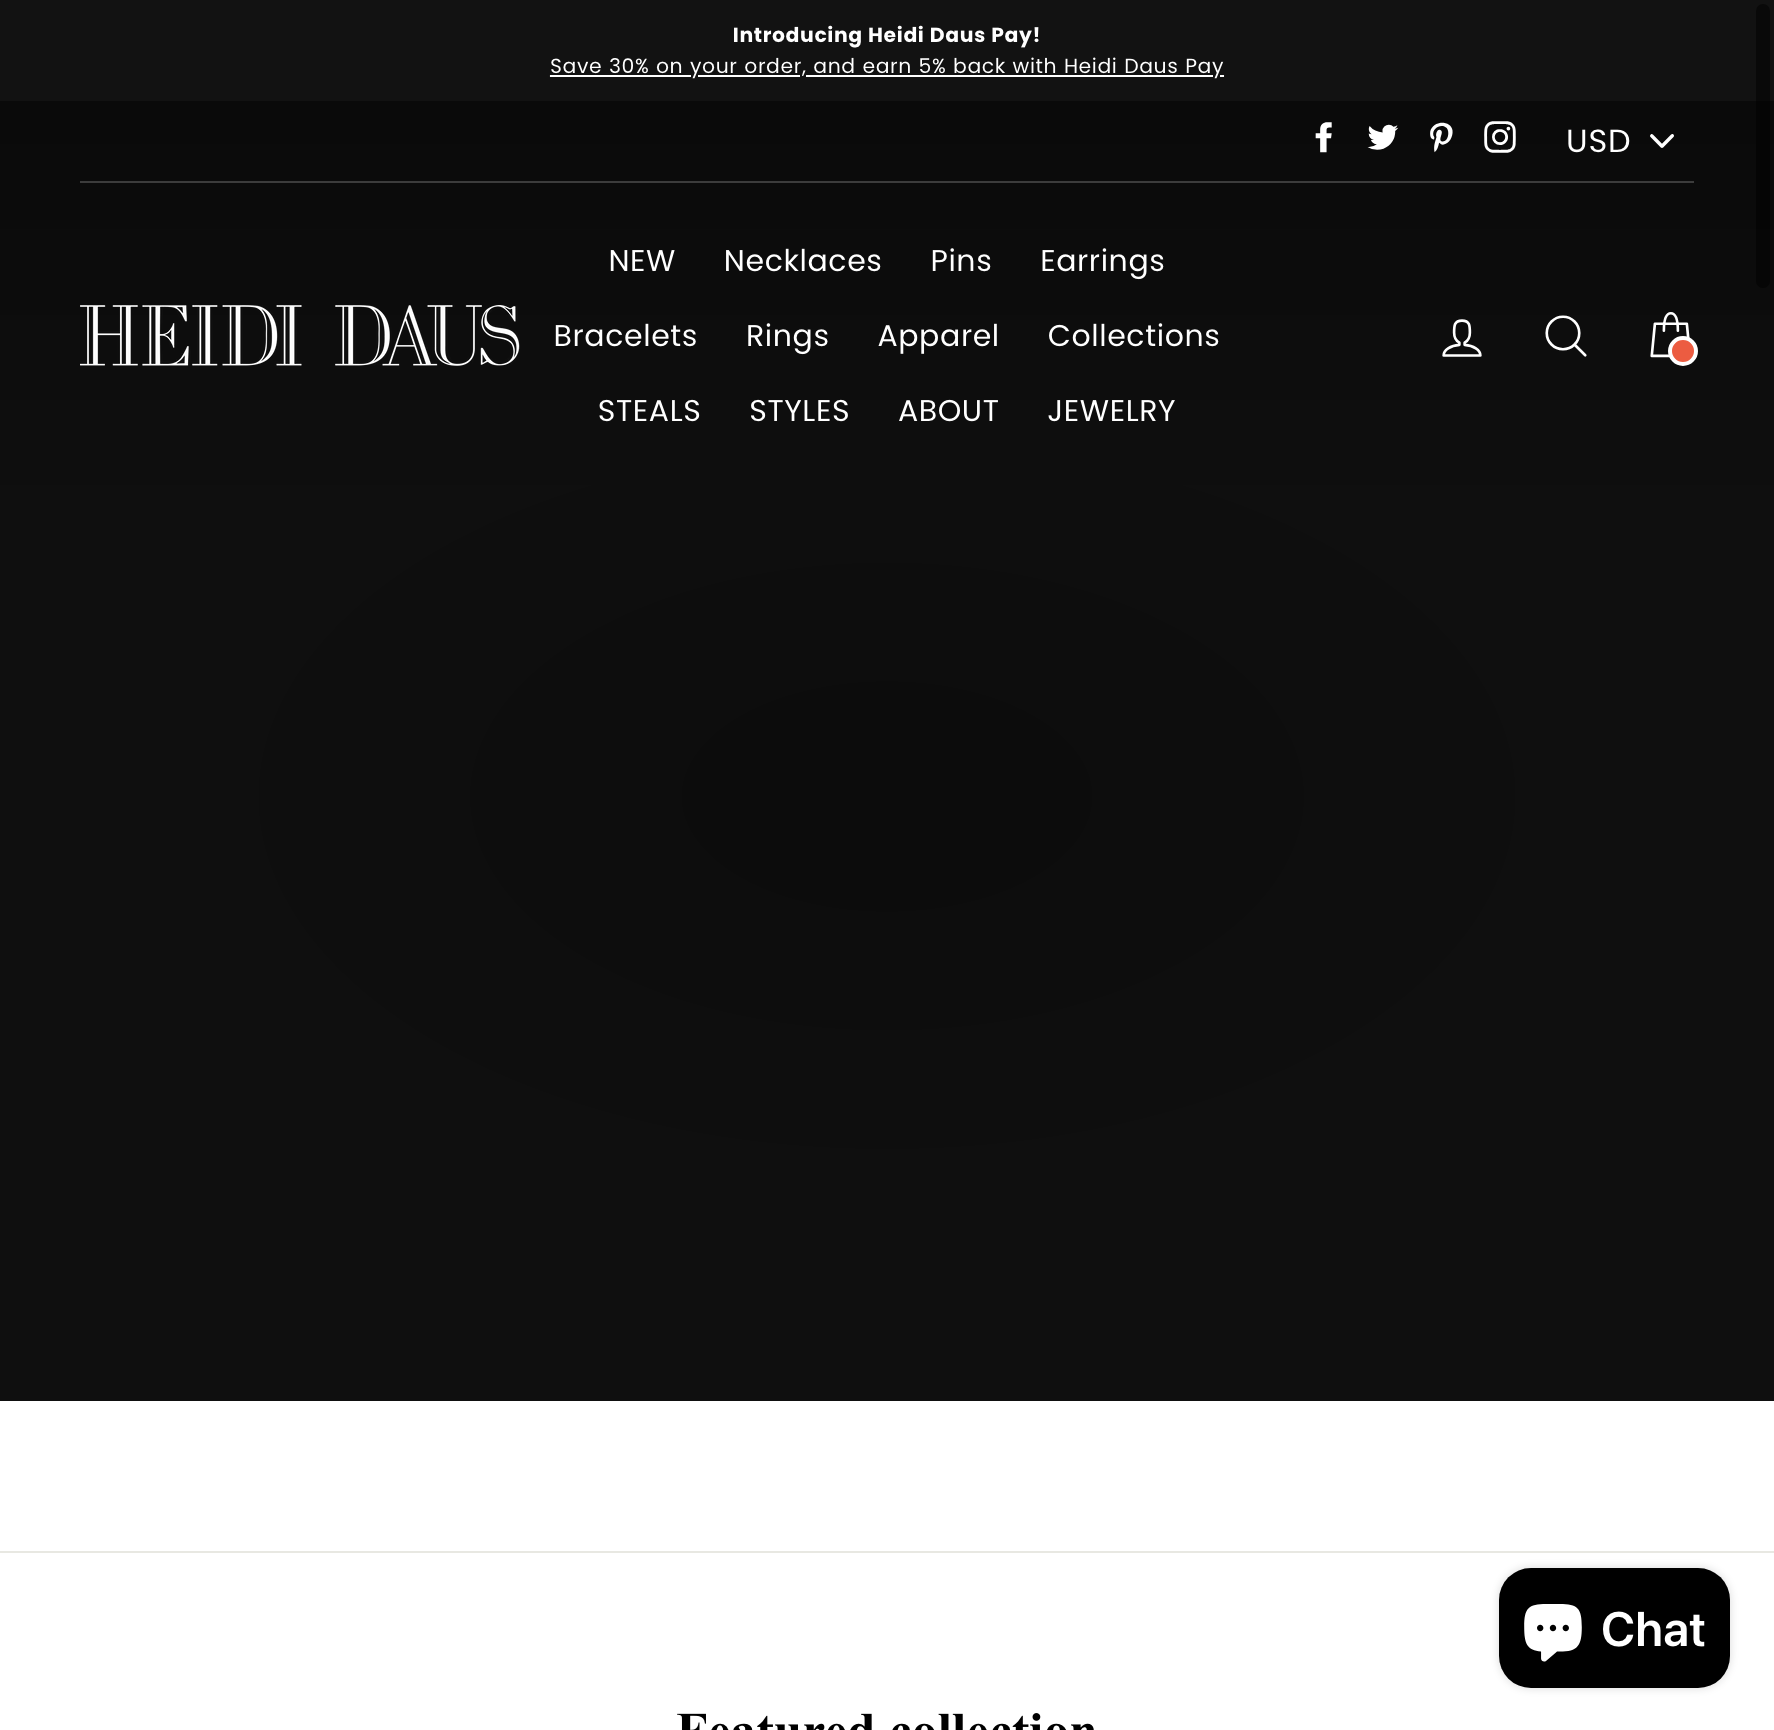 Introducing Heidi Daus Pay!
Save 30% on your order, and earn 5% back with Heidi Daus Pay
USD
NEW Necklaces Pins Earrings
HEIDI DAUS
Bracelets Rings Apparel Collections
STEALS STYLES ABOUT JEWELRY
Chat
Featured collection